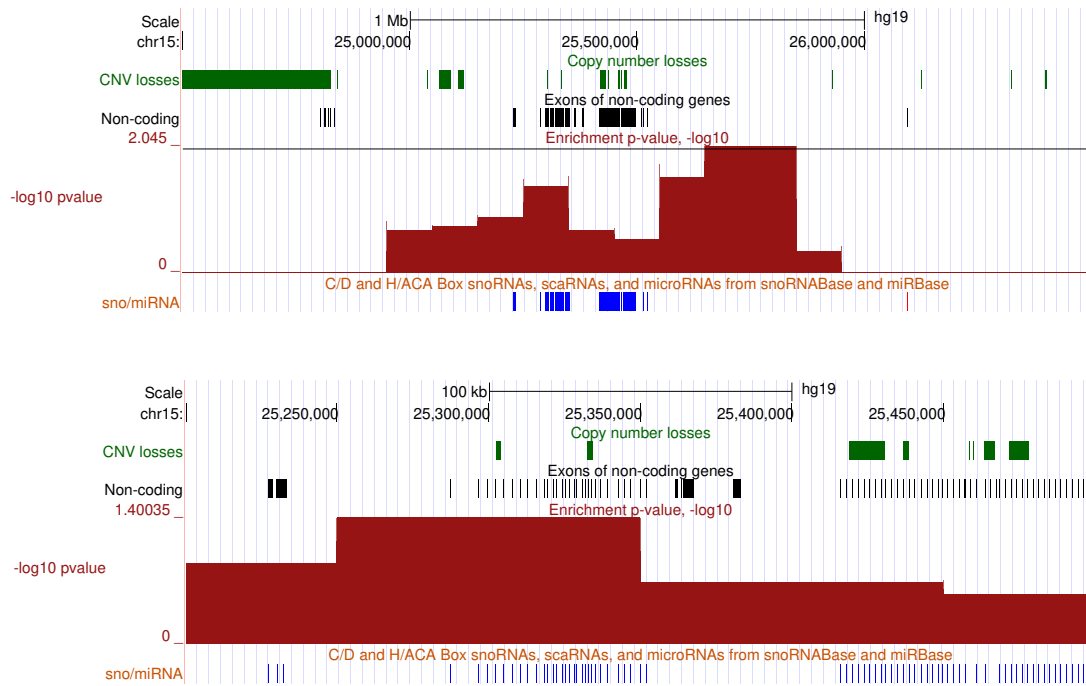 Scale 1 Mb hg19
chr15: 25,000,000 25,500,000 26,000,000
Copy number losses
CNV losses
Exons of non-coding genes
Non-coding
Enrichment p-value, -log10
2.045 _
-log10 pvalue
0 _
C/D and H/ACA Box snoRNAs, scaRNAs, and microRNAs from snoRNABase and miRBase
sno/miRNA
Scale 100 kb hg19
chr15: 25,250,000 25,300,000 25,350,000 25,400,000 25,450,000
Copy number losses
CNV losses
Exons of non-coding genes
Non-coding
Enrichment p-value, -log10
1.40035 _
-log10 pvalue
0 _
C/D and H/ACA Box snoRNAs, scaRNAs, and microRNAs from snoRNABase and miRBase
sno/miRNA